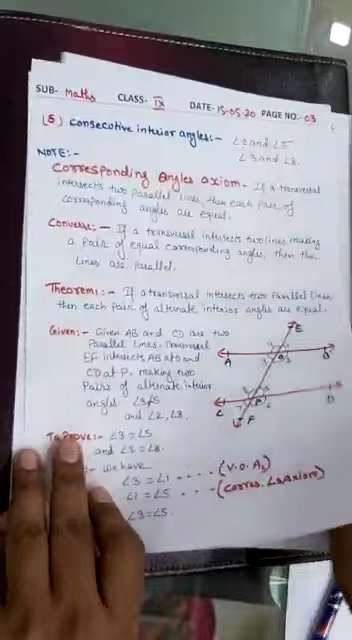 SUB- Maths CLASS- IX DATE-15-05-20 PAGE NO.-03
(5) Consecutive interior angles:- ∠2 and ∠5
∠3 and ∠8.
NOTE:-
Corresponding Angles axiom - If a transversal
intersects two parallel lines then each pair of
corresponding angles are equal.
Converse:- If a transversal intersects two lines making
a pair of equal corresponding angles, then the
lines are parallel.
Theorem1:- If a transversal intersects two Parallel lines
then each pair of alternate interior angles are equal.
Given:- Given AB and CD are two
Parallel lines. Transversal
EF intersects AB at O and
CD at P. making two
Pairs of alternate interior
angles. ∠3,∠5
and ∠2, ∠8.
E
A O B
C P D
F
To Prove:- ∠3 = ∠5
and ∠2 = ∠8.
we have
∠3 = ∠1 .... (V.O.A)
∠1 = ∠5 ... (Corres. ∠s Axiom)
∠3 = ∠5.